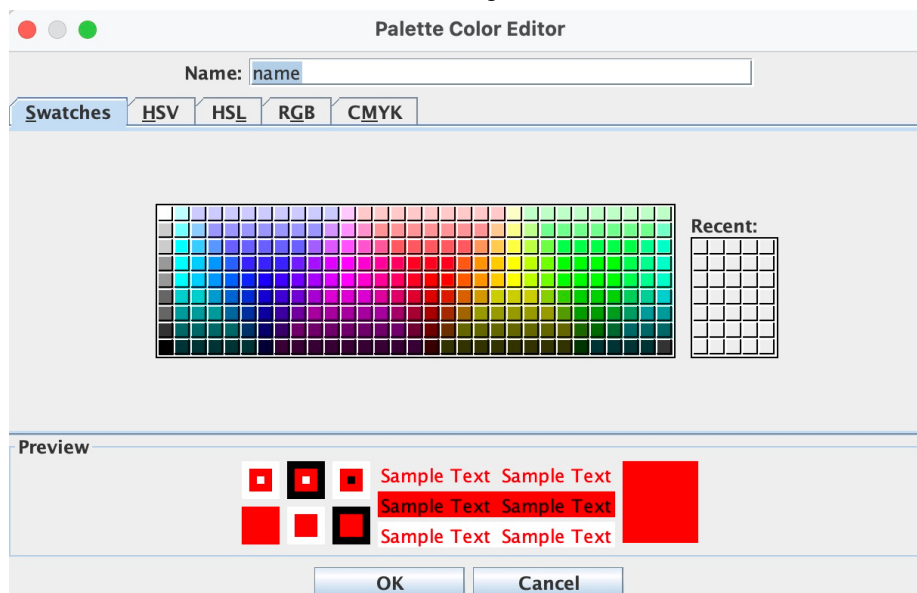 Palette Color Editor
Name: name
Swatches HSV HSL RGB CMYK
Recent:
Preview
Sample Text Sample Text
Sample Text Sample Text
Sample Text Sample Text
OK Cancel